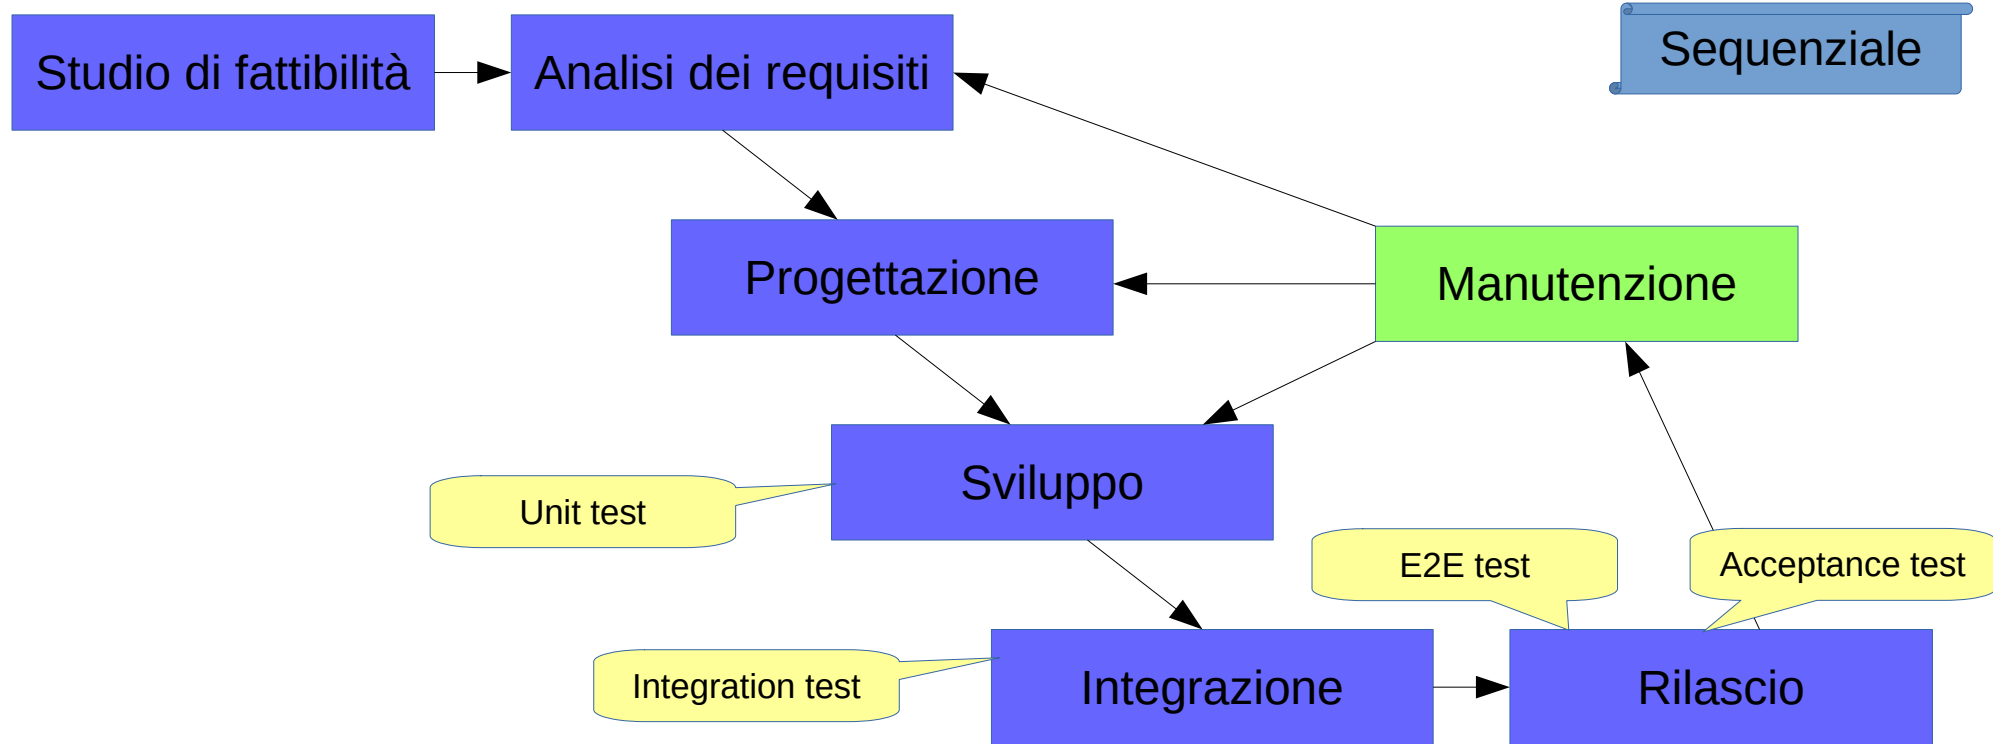 Studio di fattibilità
Analisi dei requisiti
Sequenziale
Progettazione
Manutenzione
Sviluppo
Unit test
E2E test
Acceptance test
Integration test
Integrazione
Rilascio